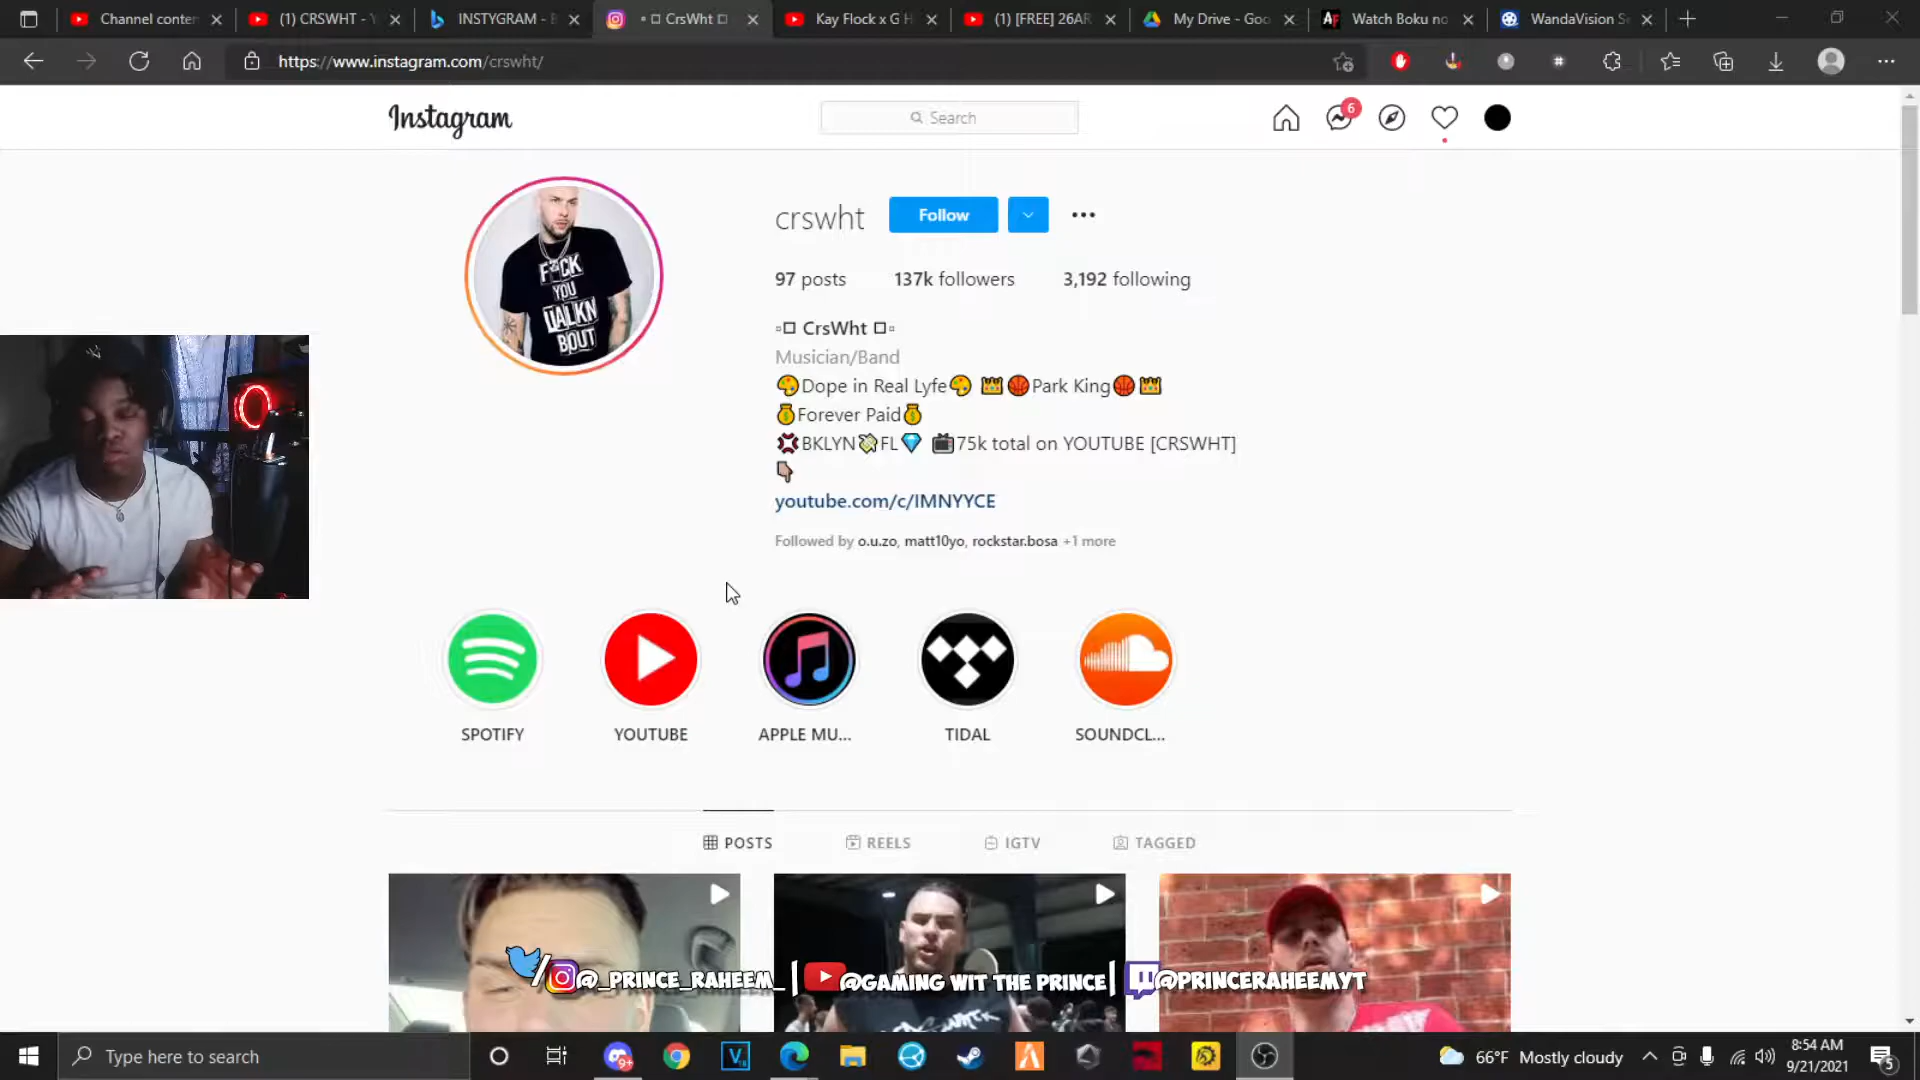 Channel conten
(1) CRSWHT - Y
INSTYGRAM - B
CrsWht
Kay Flock x G H
(1) [FREE] 26AR
My Drive - Goo
Watch Boku no
WandaVision Se
https://www.instagram.com/crswht/
Instagram
Search
6
crswht
Follow
97 posts 137k followers 3,192 following
CrsWht
Musician/Band
🎨Dope in Real Lyfe🎨 👑🏀Park King🏀👑
💰Forever Paid💰
💢BKLYN💸FL💎 📺75k total on YOUTUBE [CRSWHT]
👇🏽
youtube.com/c/IMNYYCE
Followed by o.u.zo, matt10yo, rockstar.bosa +1 more
F*CK
YOU
TALKN
BOUT
SPOTIFY
YOUTUBE
APPLE MU...
TIDAL
SOUNDCL...
POSTS
REELS
IGTV
TAGGED
/@_PRINCE_RAHEEM_ | @GAMING WIT THE PRINCE| @PRINCERAHEEMYT
Type here to search
9+
66°F Mostly cloudy
8:54 AM
9/21/2021
5